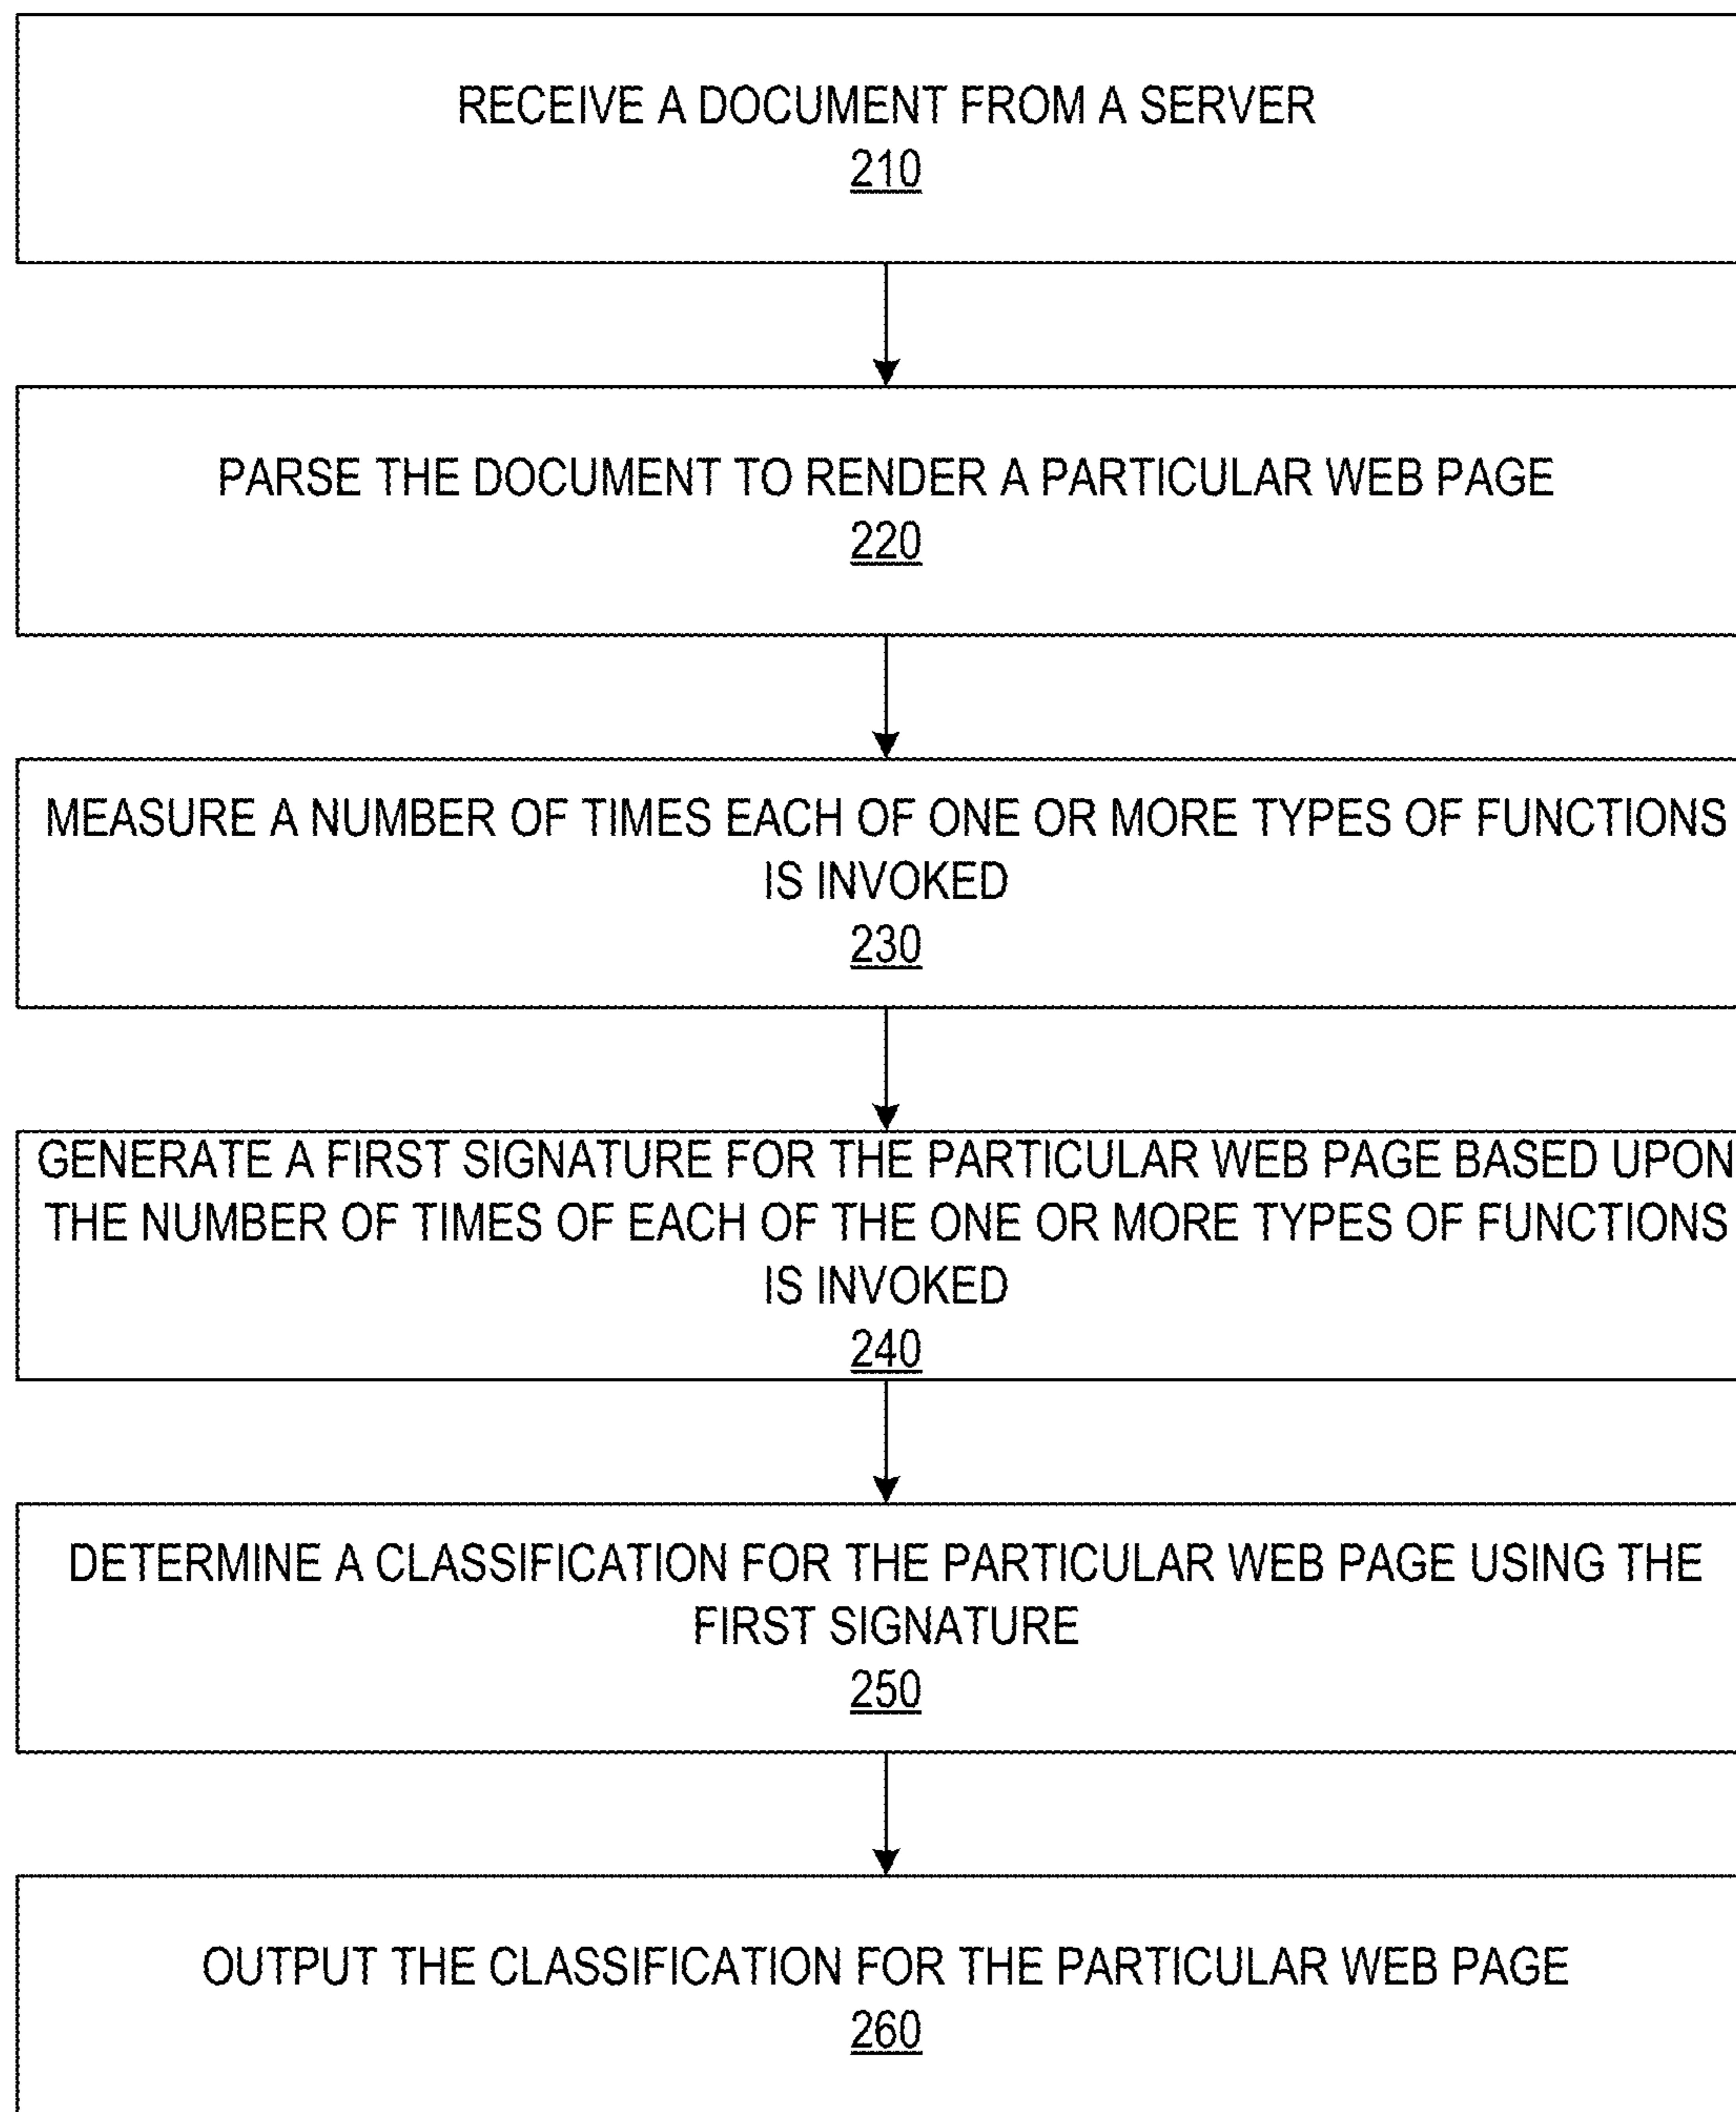 RECEIVE A DOCUMENT FROM A SERVER
210
PARSE THE DOCUMENT TO RENDER A PARTICULAR WEB PAGE
220
MEASURE A NUMBER OF TIMES EACH OF ONE OR MORE TYPES OF FUNCTIONS
IS INVOKED
230
GENERATE A FIRST SIGNATURE FOR THE PARTICULAR WEB PAGE BASED UPON
THE NUMBER OF TIMES OF EACH OF THE ONE OR MORE TYPES OF FUNCTIONS
IS INVOKED
240
DETERMINE A CLASSIFICATION FOR THE PARTICULAR WEB PAGE USING THE
FIRST SIGNATURE
250
OUTPUT THE CLASSIFICATION FOR THE PARTICULAR WEB PAGE
260